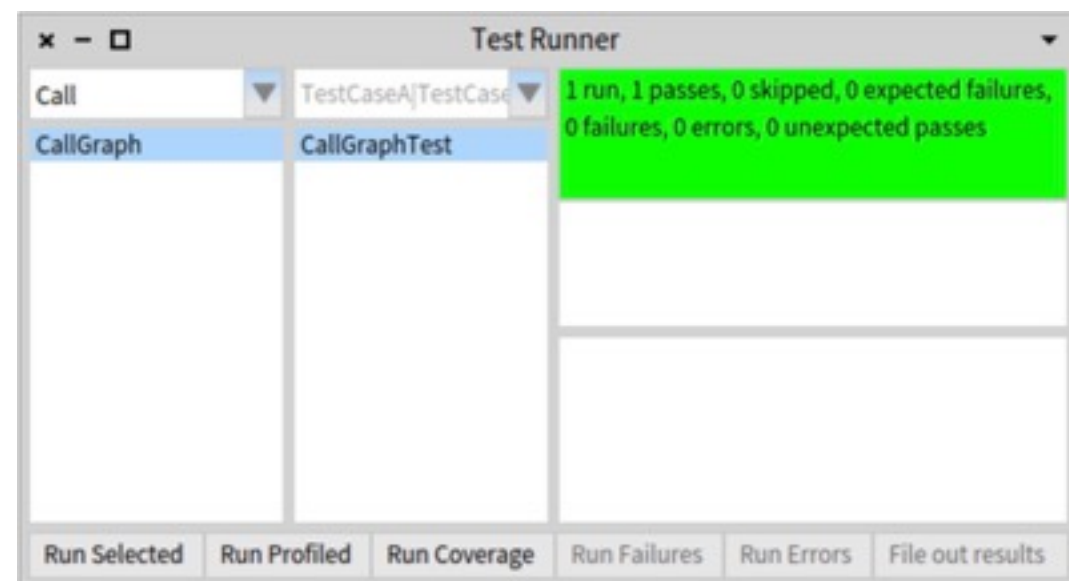 Test Runner
Call
TestCaseA|TestCase
1 run, 1 passes, 0 skipped, 0 expected failures,
0 failures, 0 errors, 0 unexpected passes
CallGraph
CallGraphTest
Run Selected
Run Profiled
Run Coverage
Run Failures
Run Errors
File out results